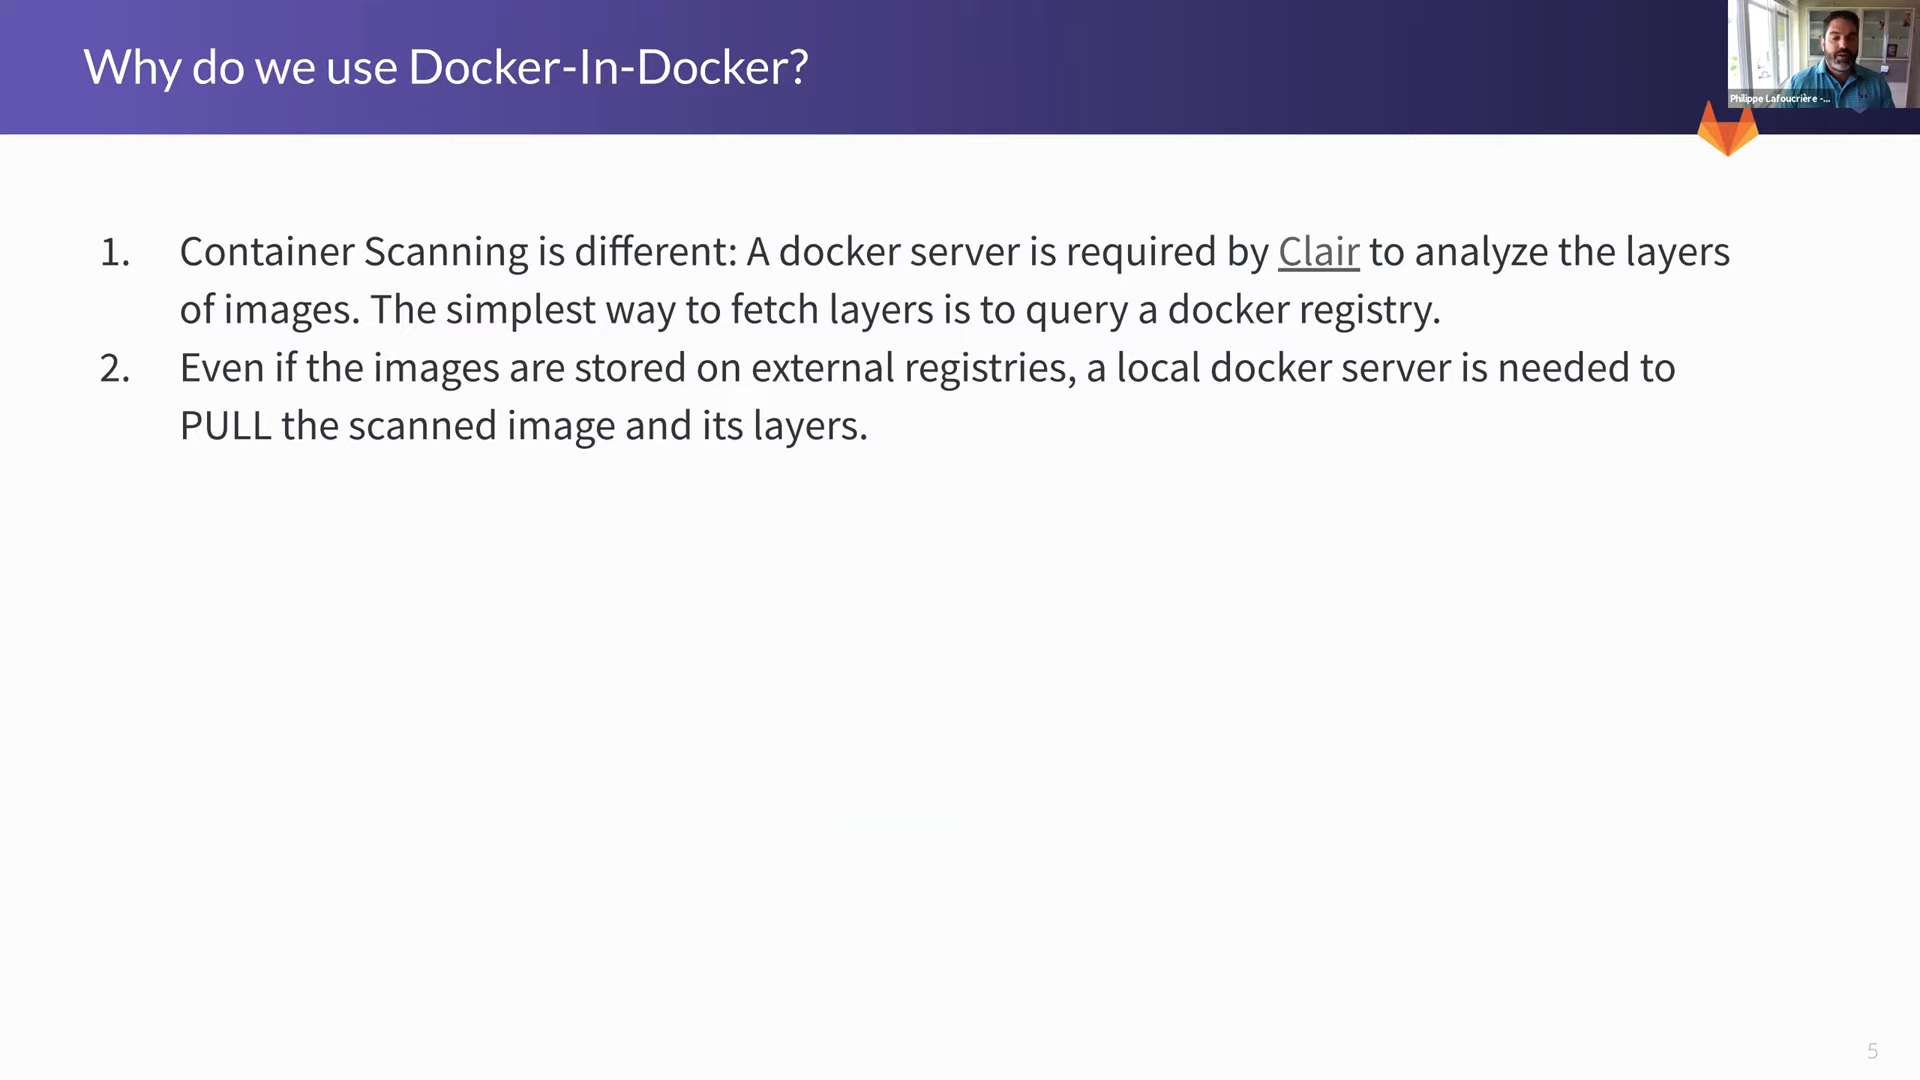 Why do we use Docker-In-Docker?
Philippe Lafoucrière -...
1. Container Scanning is different: A docker server is required by Clair to analyze the layers
of images. The simplest way to fetch layers is to query a docker registry.
2. Even if the images are stored on external registries, a local docker server is needed to
PULL the scanned image and its layers.
5